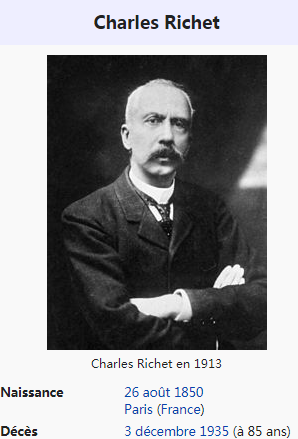 Charles Richet
Charles Richet en 1913
Naissance 26 août 1850
Paris (France)
Décès 3 décembre 1935 (à 85 ans)